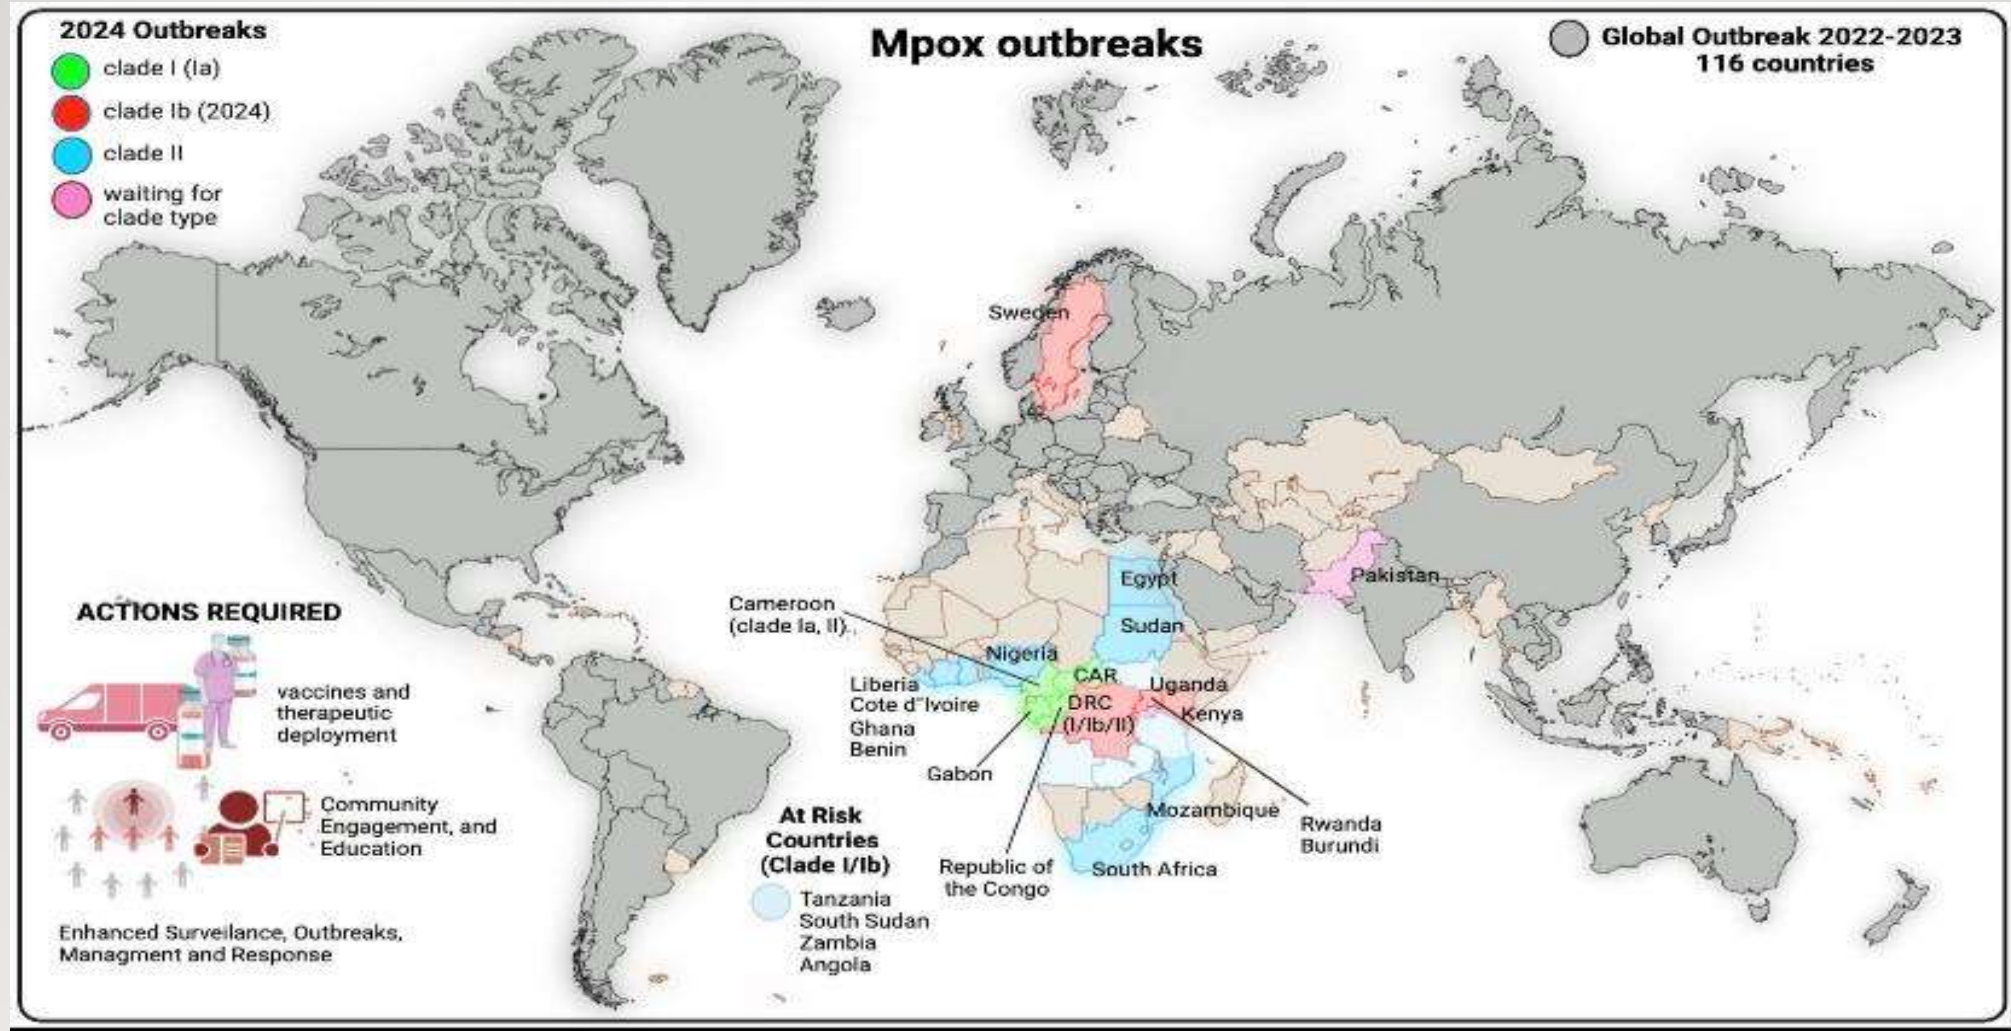 2024 Outbreaks
clade I (Ia)
clade Ib (2024)
clade II
waiting for
clade type
Mpox outbreaks
Global Outbreak 2022-2023
116 countries
Sweden
Pakistan
Egypt
Sudan
Cameroon
(clade Ia, II)
Nigeria
CAR
Uganda
DRC
(I/Ib/II)
Kenya
Liberia
Cote d'Ivoire
Ghana
Benin
Gabon
Mozambique
Rwanda
Burundi
Republic of
the Congo
South Africa
At Risk
Countries
(Clade I/Ib)
Tanzania
South Sudan
Zambia
Angola
ACTIONS REQUIRED
vaccines and
therapeutic
deployment
Community
Engagement, and
Education
Enhanced Surveilance, Outbreaks,
Managment and Response